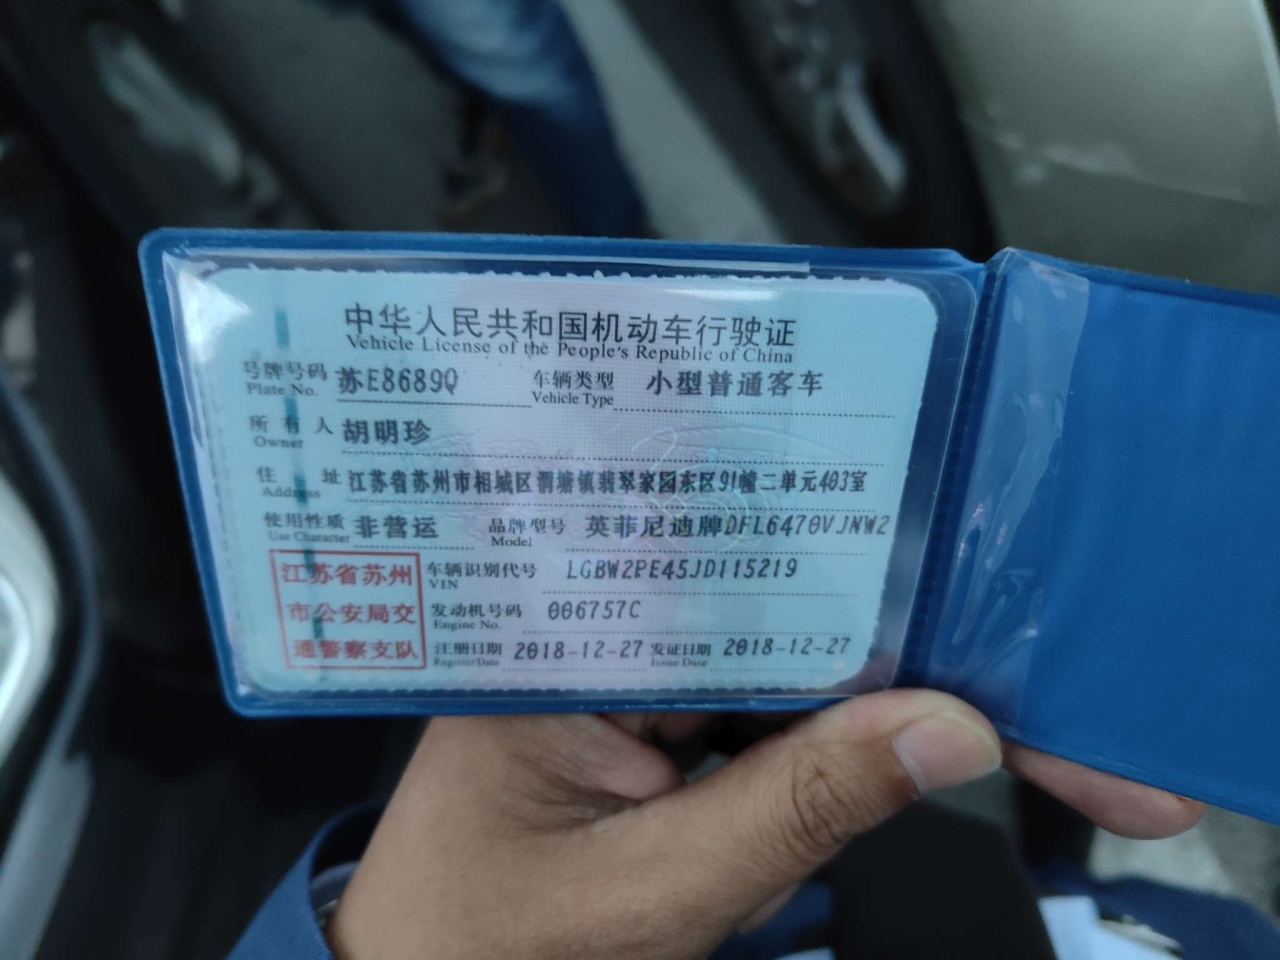 中华人民共和国机动车行驶证
Vehicle License of the People's Republic of China
号牌号码 苏E8689Q 车辆类型 小型普通客车
Plate No. Vehicle Type
所有人 胡明珍
Owner
住址 江苏省苏州市相城区渭塘镇翡翠家园东区91幢二单元403室
Address
使用性质 非营运 品牌型号 英菲尼迪牌DFL6470VJNW2
Use Character Model
江苏省苏州
市公安局交
通警察支队
车辆识别代号 LGBW2PE45JD115219
VIN
发动机号码 006757C
Engine No.
注册日期 2018-12-27 发证日期 2018-12-27
Register Date Issue Date